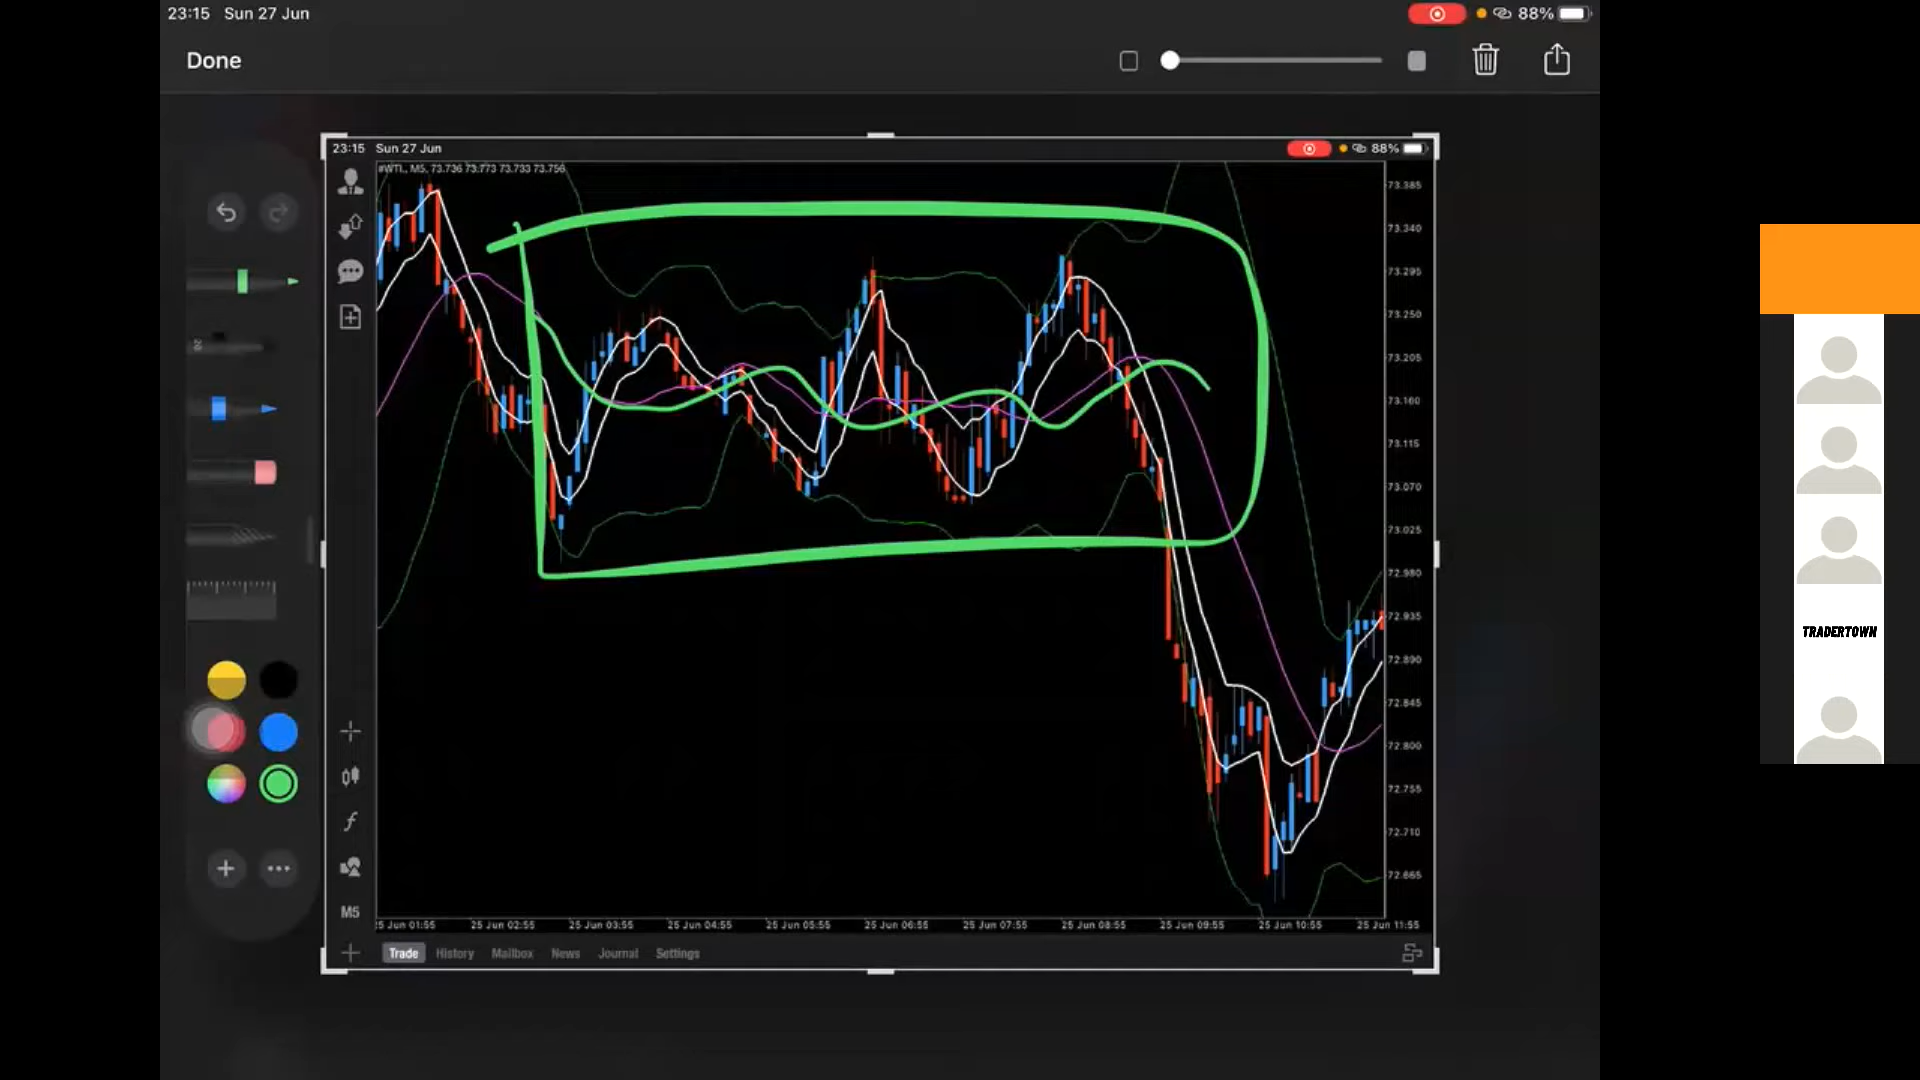 23:15 Sun 27 Jun 88%
Done
23:15 Sun 27 Jun 88%
#WTI., M5, 73.736 73.773 73.733 73.756
73.385
73.340
73.295
73.250
73.205
73.160
73.115
73.070
73.025
72.980
72.935
72.890
72.845
72.800
72.755
72.710
72.665
TRADERTOWN
M5
25 Jun 01:55 25 Jun 02:55 25 Jun 03:55 25 Jun 04:55 25 Jun 05:55 25 Jun 06:55 25 Jun 07:55 25 Jun 08:55 25 Jun 09:55 25 Jun 10:55 25 Jun 11:55
Trade History Mailbox News Journal Settings